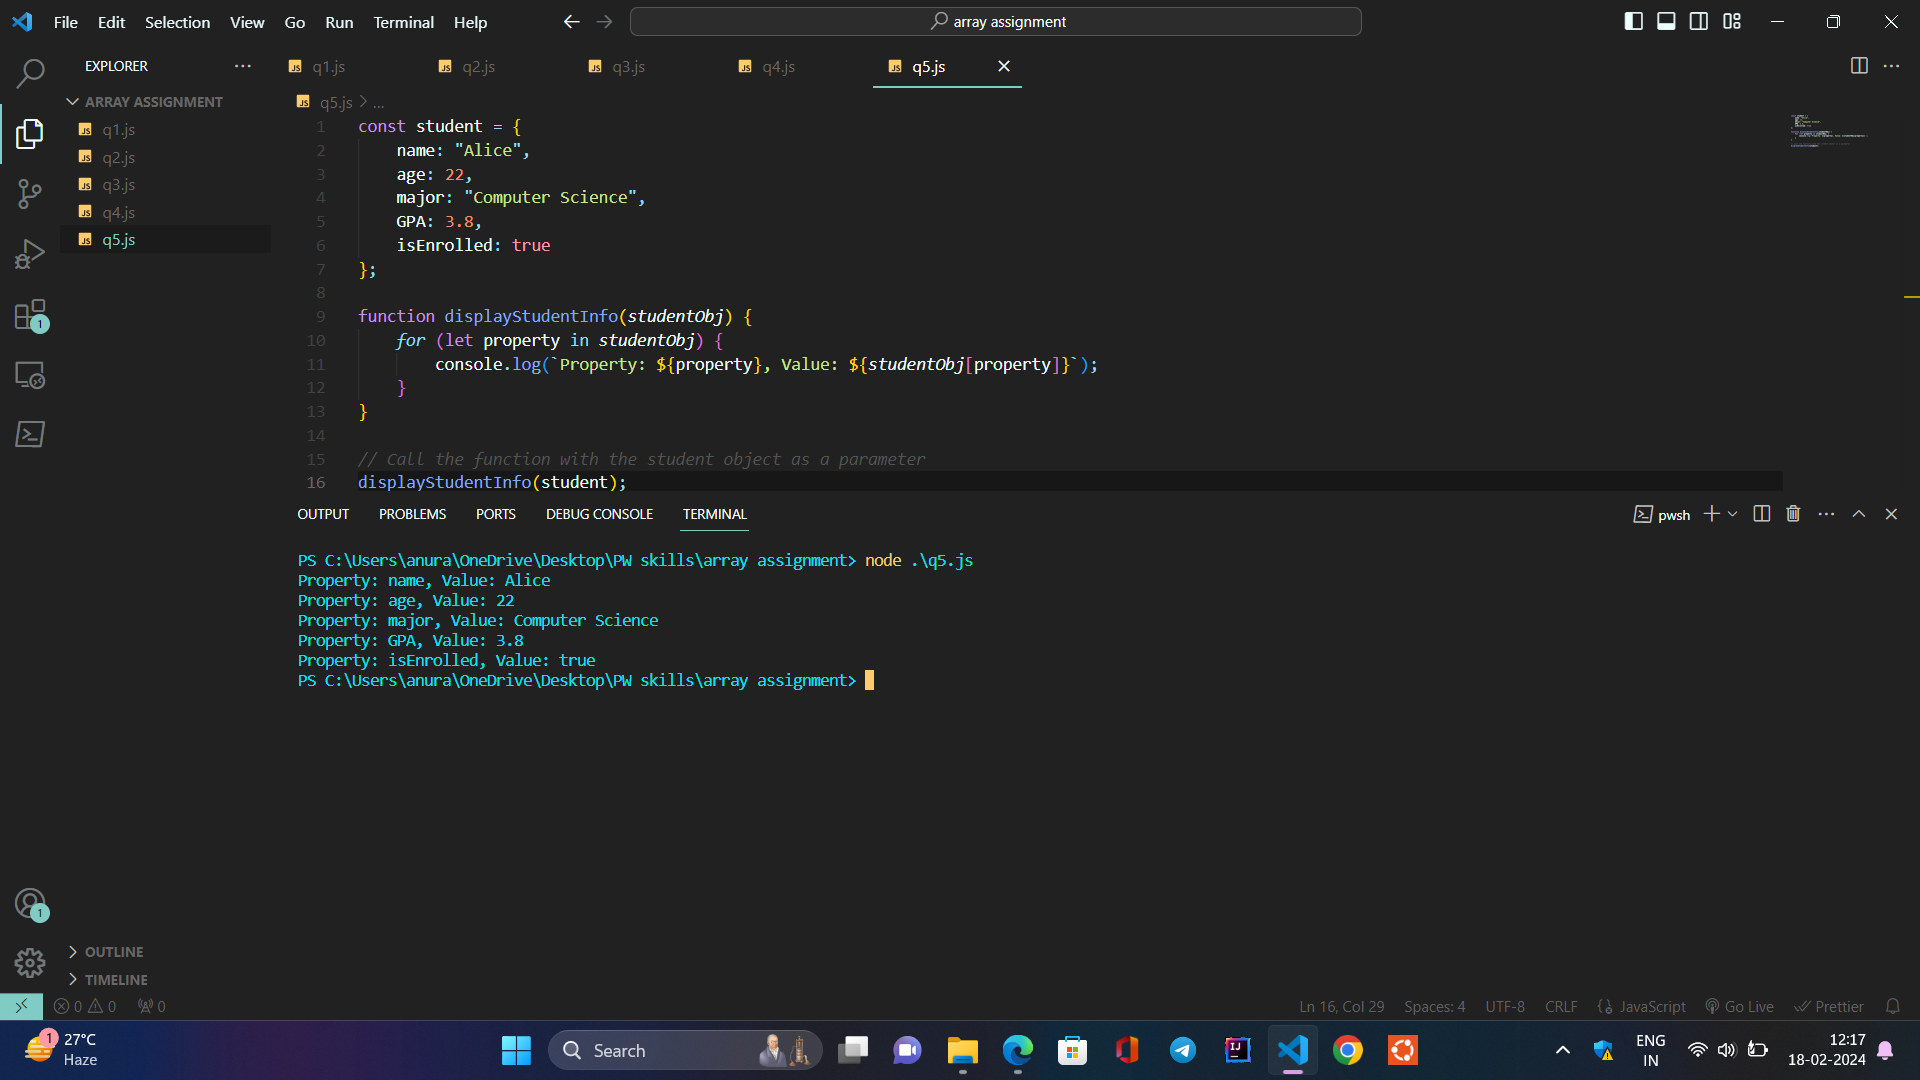 File Edit Selection View Go Run Terminal Help
array assignment
EXPLORER
ARRAY ASSIGNMENT
q1.js
q2.js
q3.js
q4.js
q5.js
q1.js q2.js q3.js q4.js q5.js
q5.js > ...
1 const student = {
2 name: "Alice",
3 age: 22,
4 major: "Computer Science",
5 GPA: 3.8,
6 isEnrolled: true
7 };
8
9 function displayStudentInfo(studentObj) {
10 for (let property in studentObj) {
11 console.log(`Property: ${property}, Value: ${studentObj[property]}`);
12 }
13 }
14
15 // Call the function with the student object as a parameter
16 displayStudentInfo(student);
OUTPUT PROBLEMS PORTS DEBUG CONSOLE TERMINAL
pwsh
PS C:\Users\anura\OneDrive\Desktop\PW skills\array assignment> node .\q5.js
Property: name, Value: Alice
Property: age, Value: 22
Property: major, Value: Computer Science
Property: GPA, Value: 3.8
Property: isEnrolled, Value: true
PS C:\Users\anura\OneDrive\Desktop\PW skills\array assignment>
1
1
OUTLINE
TIMELINE
0 0 0
Ln 16, Col 29 Spaces: 4 UTF-8 CRLF JavaScript Go Live Prettier
1
27°C
Haze
Search
ENG
IN
12:17
18-02-2024